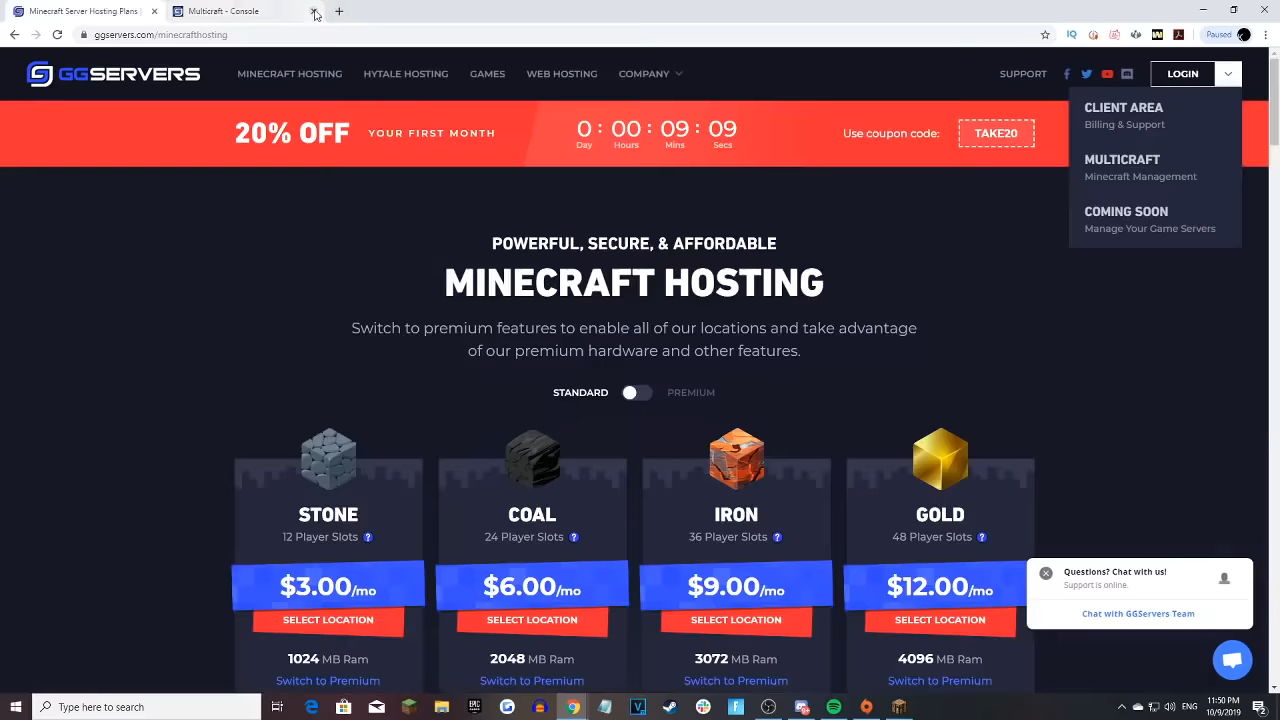 Minecraft Server Hosting Plans |
Multicraft - Console
ggservers.com/minecrafthosting
Paused
GGSERVERS
MINECRAFT HOSTING
HYTALE HOSTING
GAMES
WEB HOSTING
COMPANY
SUPPORT
LOGIN
CLIENT AREA
Billing & Support
MULTICRAFT
Minecraft Management
COMING SOON
Manage Your Game Servers
20% OFF
YOUR FIRST MONTH
0 : 00 : 09 : 09
Day Hours Mins Secs
Use coupon code:
TAKE20
POWERFUL, SECURE, & AFFORDABLE
MINECRAFT HOSTING
Switch to premium features to enable all of our locations and take advantage
of our premium hardware and other features.
STANDARD
PREMIUM
STONE
12 Player Slots ?
$3.00/mo
SELECT LOCATION
1024 MB Ram
Switch to Premium
COAL
24 Player Slots ?
$6.00/mo
SELECT LOCATION
2048 MB Ram
Switch to Premium
IRON
36 Player Slots ?
$9.00/mo
SELECT LOCATION
3072 MB Ram
Switch to Premium
GOLD
48 Player Slots ?
$12.00/mo
SELECT LOCATION
4096 MB Ram
Switch to Premium
Questions? Chat with us!
Support is online.
Chat with GGServers Team
Type here to search
11:50 PM
10/9/2019